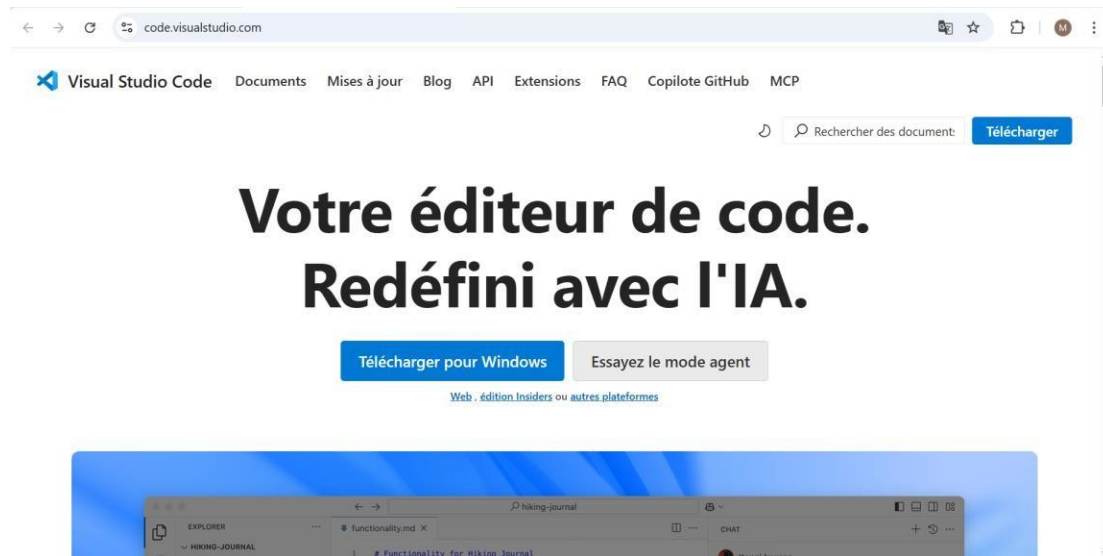 code.visualstudio.com
M
Visual Studio Code Documents Mises à jour Blog API Extensions FAQ Copilote GitHub MCP
Rechercher des document Télécharger
Votre éditeur de code.
Redéfini avec l'IA.
Télécharger pour Windows Essayez le mode agent
Web , édition Insiders ou autres plateformes
hiking-journal
EXPLORER ... functionality.md × ... CHAT
HIKING-JOURNAL 1 # Functionality for Hiking Journal